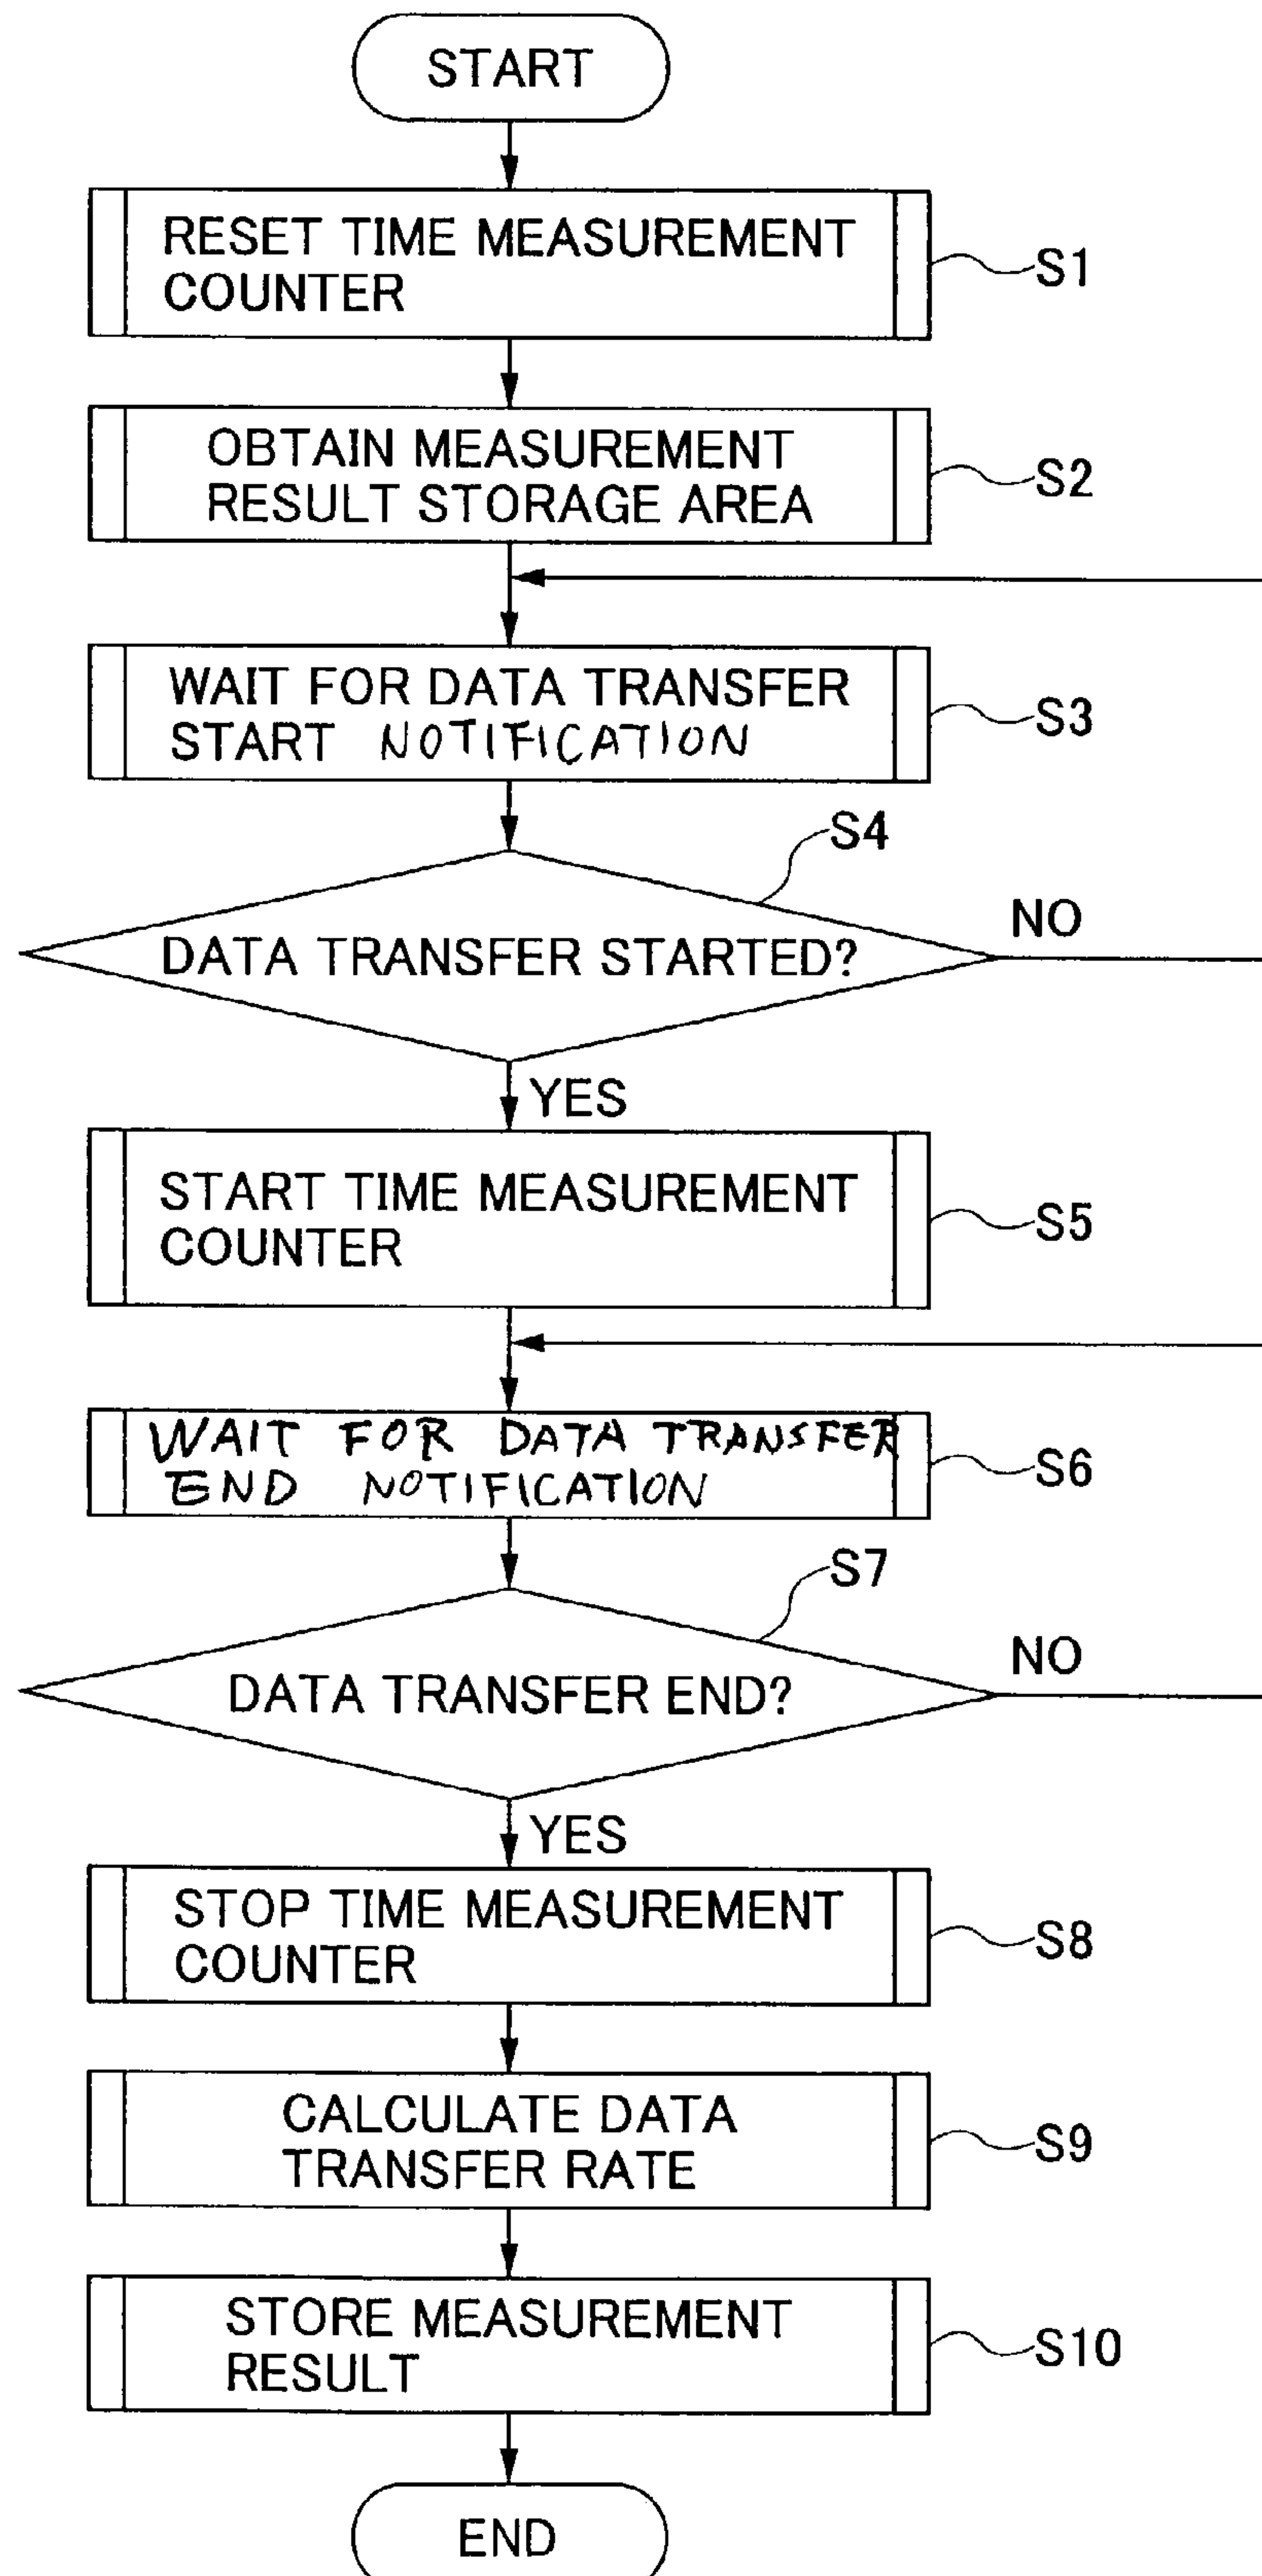 START
RESET TIME MEASUREMENT
COUNTER
S1
OBTAIN MEASUREMENT
RESULT STORAGE AREA
S2
WAIT FOR DATA TRANSFER
START NOTIFICATION
S3
S4
DATA TRANSFER STARTED?
NO
YES
START TIME MEASUREMENT
COUNTER
S5
WAIT FOR DATA TRANSFER
END NOTIFICATION
S6
S7
DATA TRANSFER END?
NO
YES
STOP TIME MEASUREMENT
COUNTER
S8
CALCULATE DATA
TRANSFER RATE
S9
STORE MEASUREMENT
RESULT
S10
END